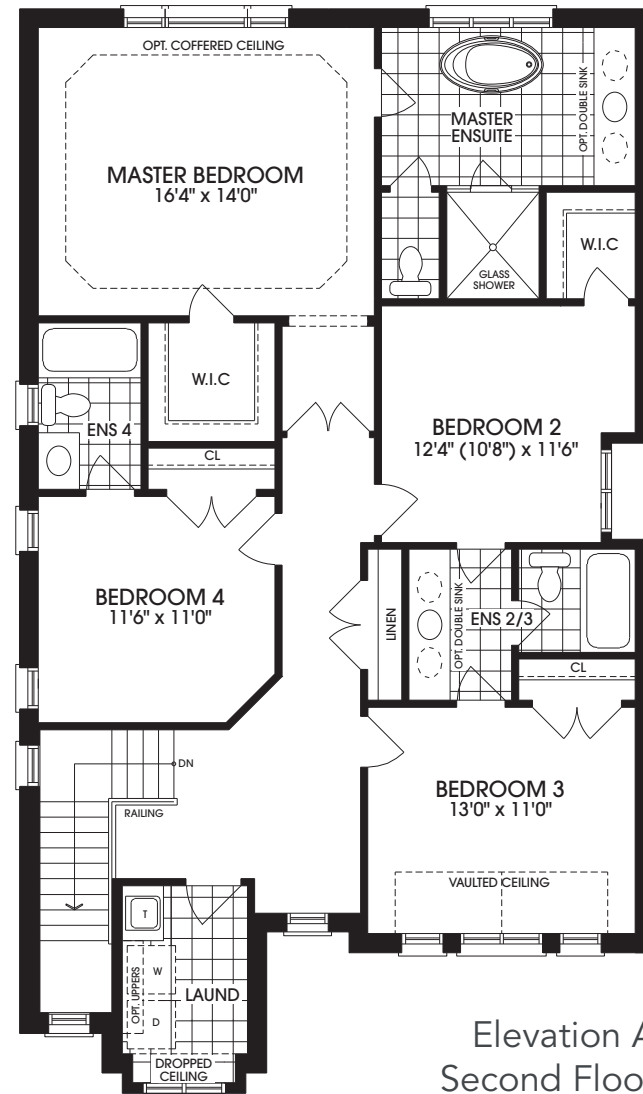 OPT. COFFERED CEILING
MASTER BEDROOM
16'4" x 14'0"
MASTER
ENSUITE
OPT. DOUBLE SINK
GLASS
SHOWER
W.I.C
W.I.C
ENS 4
CL
BEDROOM 2
12'4" (10'8") x 11'6"
BEDROOM 4
11'6" x 11'0"
LINEN
OPT. DOUBLE SINK
ENS 2/3
CL
DN
RAILING
BEDROOM 3
13'0" x 11'0"
VAULTED CEILING
T
W
D
OPT. UPPERS
LAUND
DROPPED
CEILING
Elevation A
Second Floo